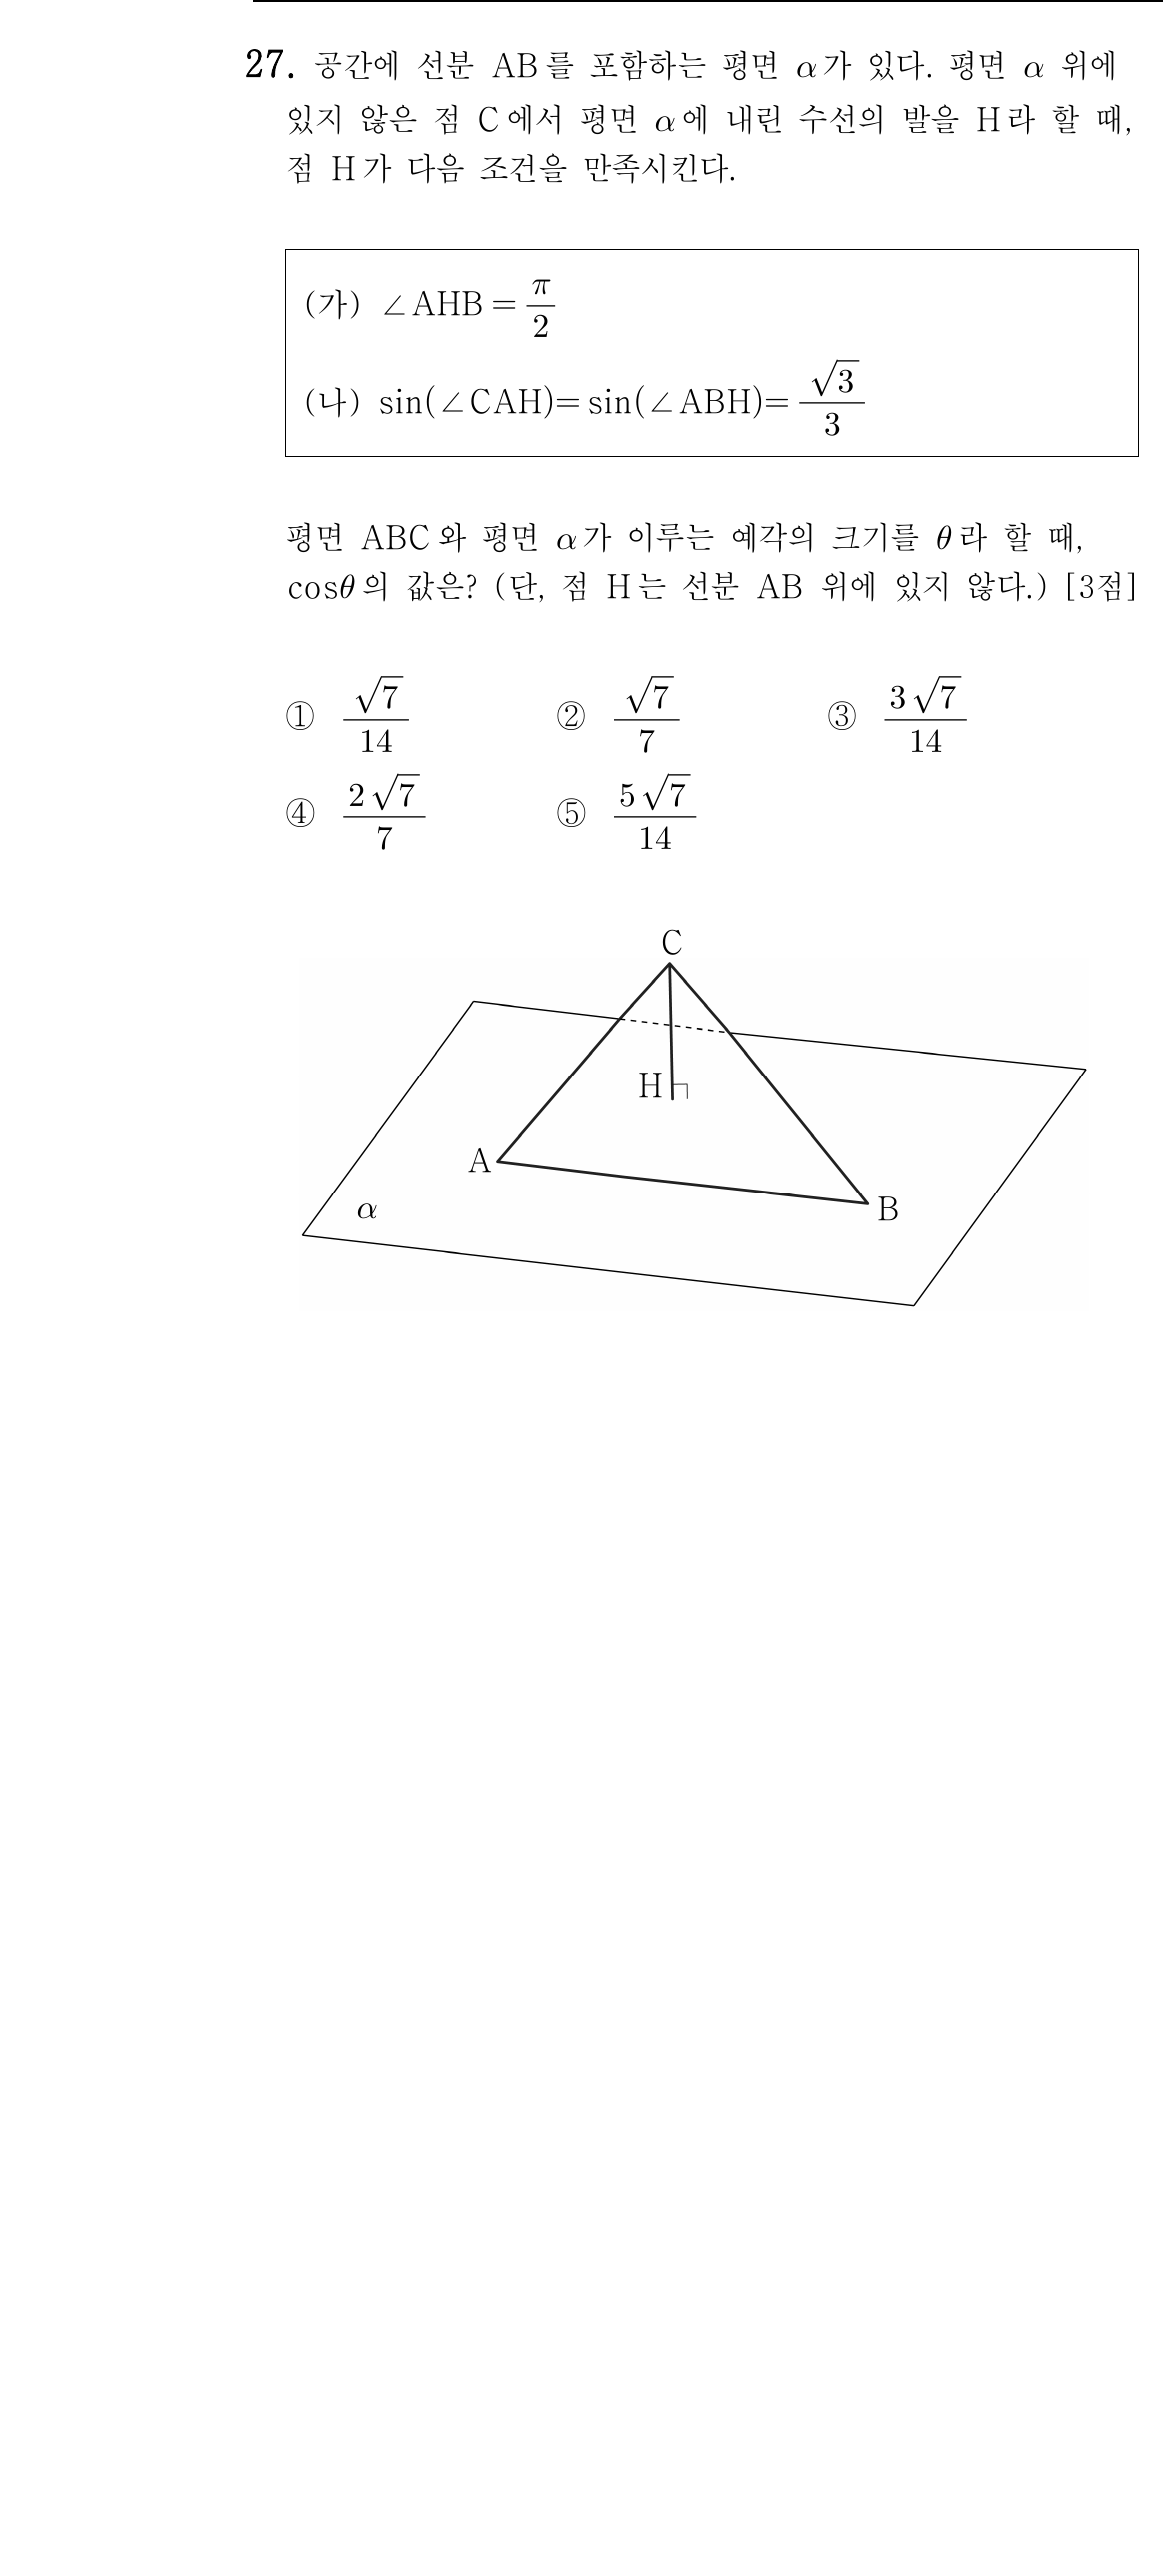 27. 공간에 선분 AB를 포함하는 평면 α가 있다. 평면 α 위에
있지 않은 점 C에서 평면 α에 내린 수선의 발을 H라 할 때,
점 H가 다음 조건을 만족시킨다.
(가) ∠AHB = π/2
(나) sin(∠CAH)= sin(∠ABH)= √3/3
평면 ABC와 평면 α가 이루는 예각의 크기를 θ라 할 때,
cosθ의 값은? (단, 점 H는 선분 AB 위에 있지 않다.) [3점]
① √7/14 ② √7/7 ③ 3√7/14
④ 2√7/7 ⑤ 5√7/14
C
H
A
α
B